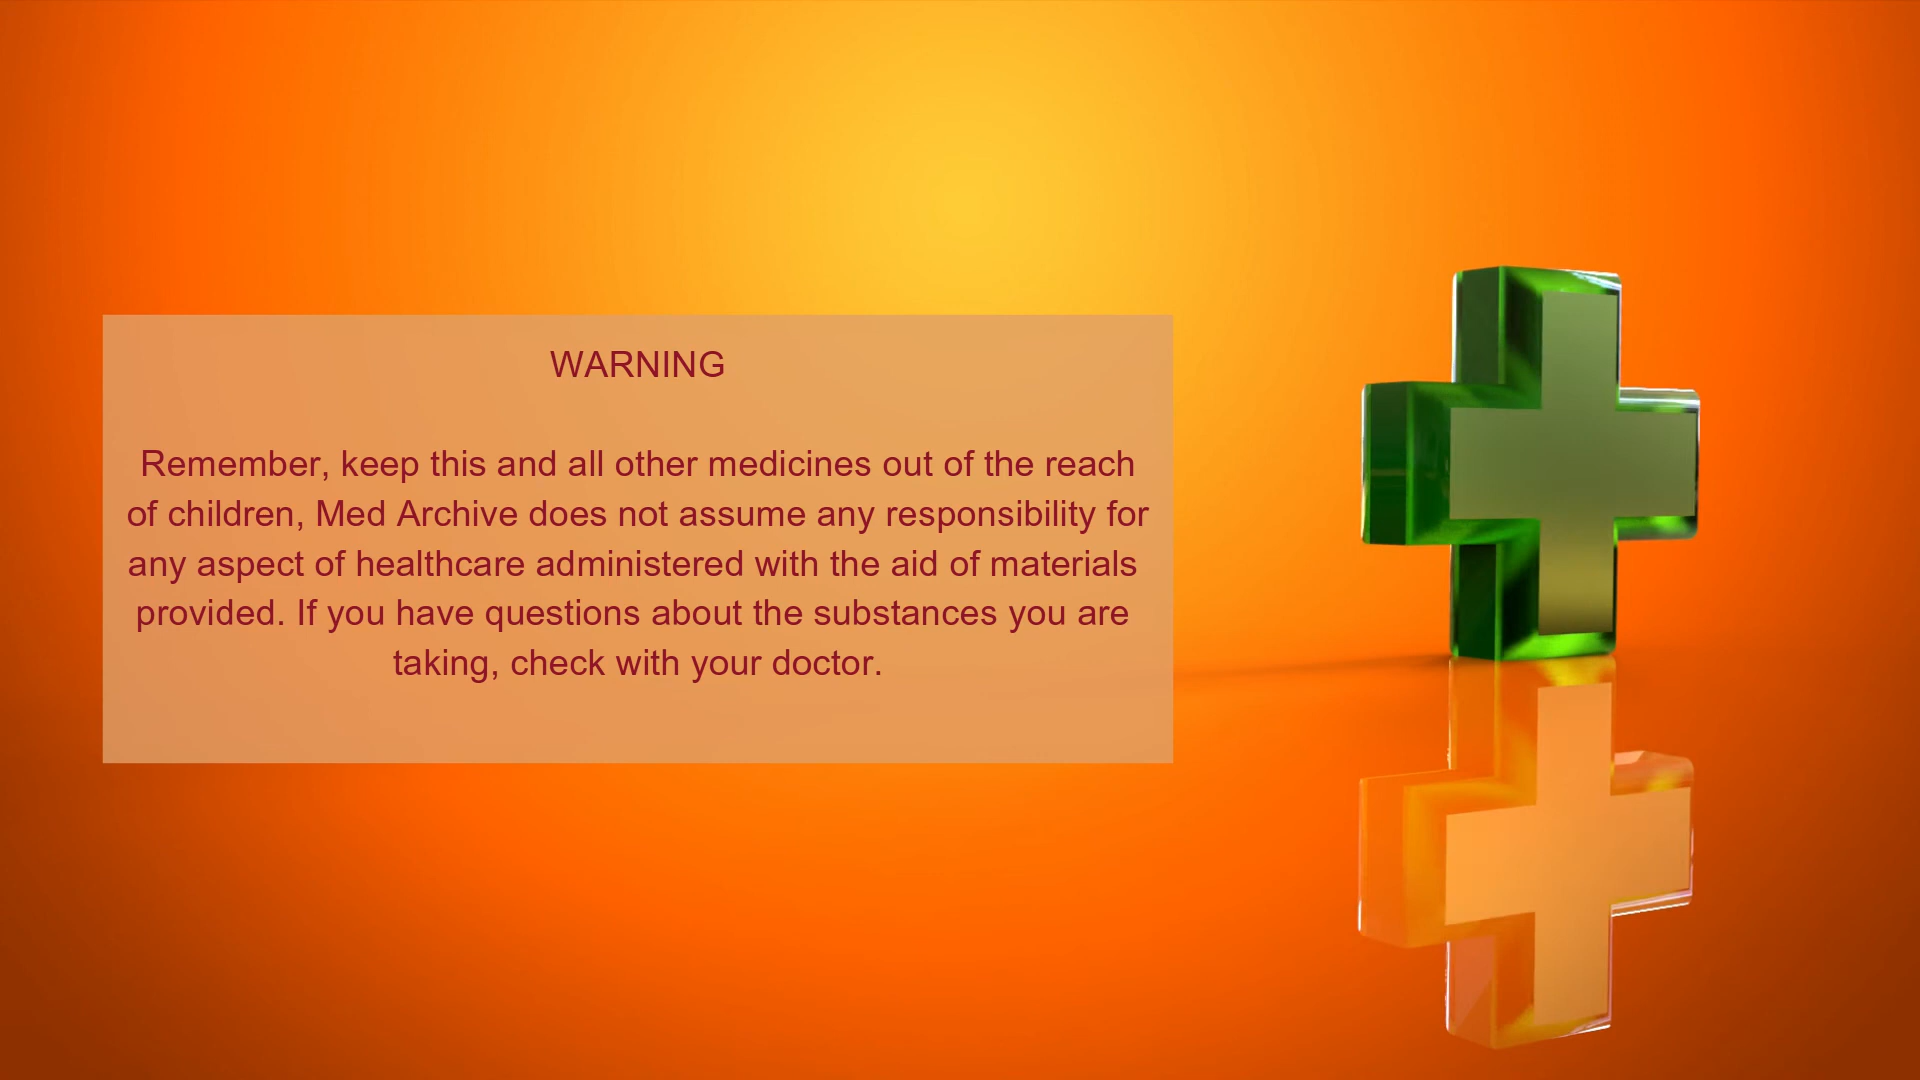 WARNING
Remember, keep this and all other medicines out of the reach
of children, Med Archive does not assume any responsibility for
any aspect of healthcare administered with the aid of materials
provided. If you have questions about the substances you are
taking, check with your doctor.